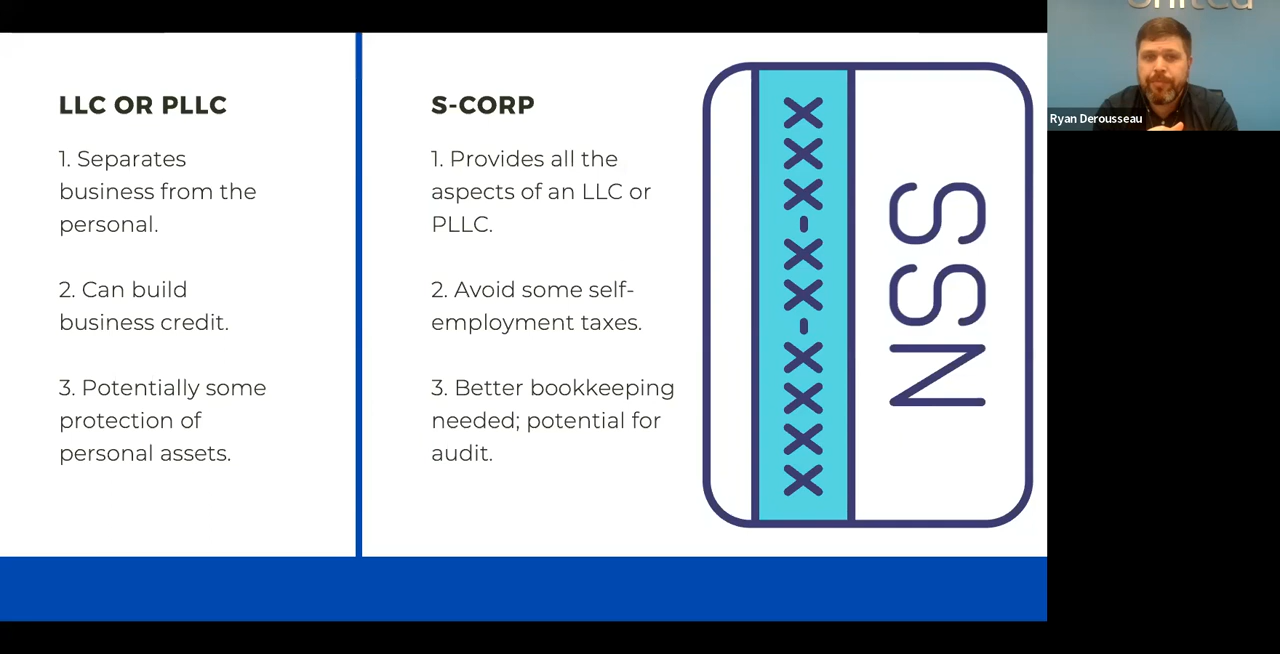 LLC OR PLLC
1. Separates
business from the
personal.
2. Can build
business credit.
3. Potentially some
protection of
personal assets.
S-CORP
1. Provides all the
aspects of an LLC or
PLLC.
2. Avoid some self-
employment taxes.
3. Better bookkeeping
needed; potential for
audit.
XXX-XX-XXXX
SSN
United
Ryan Derousseau